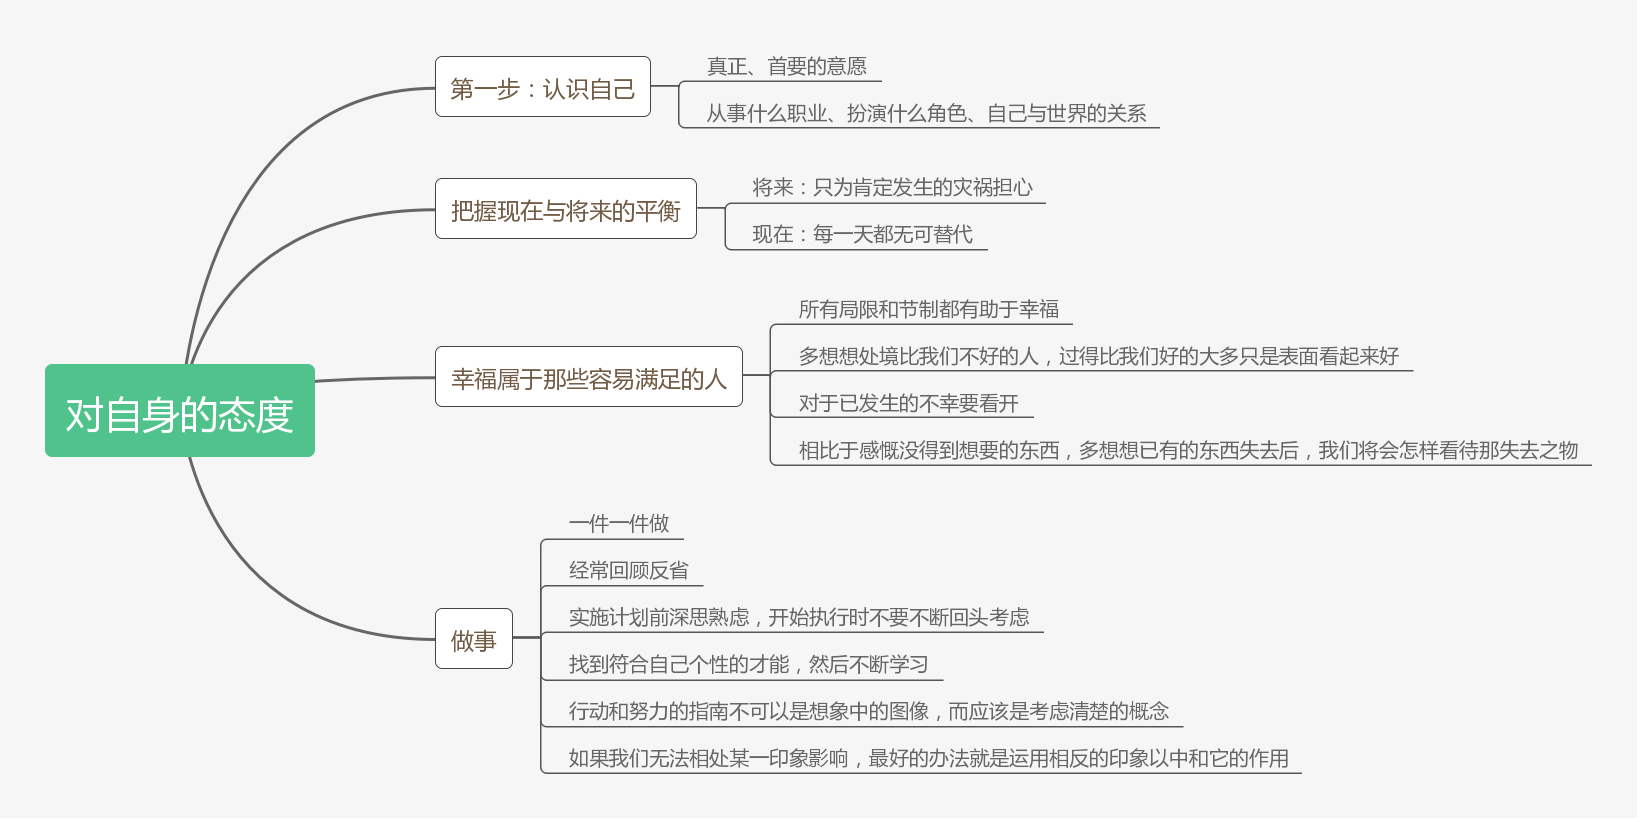 对自身的态度
第一步：认识自己
真正、首要的意愿
从事什么职业、扮演什么角色、自己与世界的关系
把握现在与将来的平衡
将来：只为肯定发生的灾祸担心
现在：每一天都无可替代
幸福属于那些容易满足的人
所有局限和节制都有助于幸福
多想想处境比我们不好的人，过得比我们好的大多只是表面看起来好
对于已发生的不幸要看开
相比于感慨没得到想要的东西，多想想已有的东西失去后，我们将会怎样看待那失去之物
做事
一件一件做
经常回顾反省
实施计划前深思熟虑，开始执行时不要不断回头考虑
找到符合自己个性的才能，然后不断学习
行动和努力的指南不可以是想象中的图像，而应该是考虑清楚的概念
如果我们无法相处某一印象影响，最好的办法就是运用相反的印象以中和它的作用